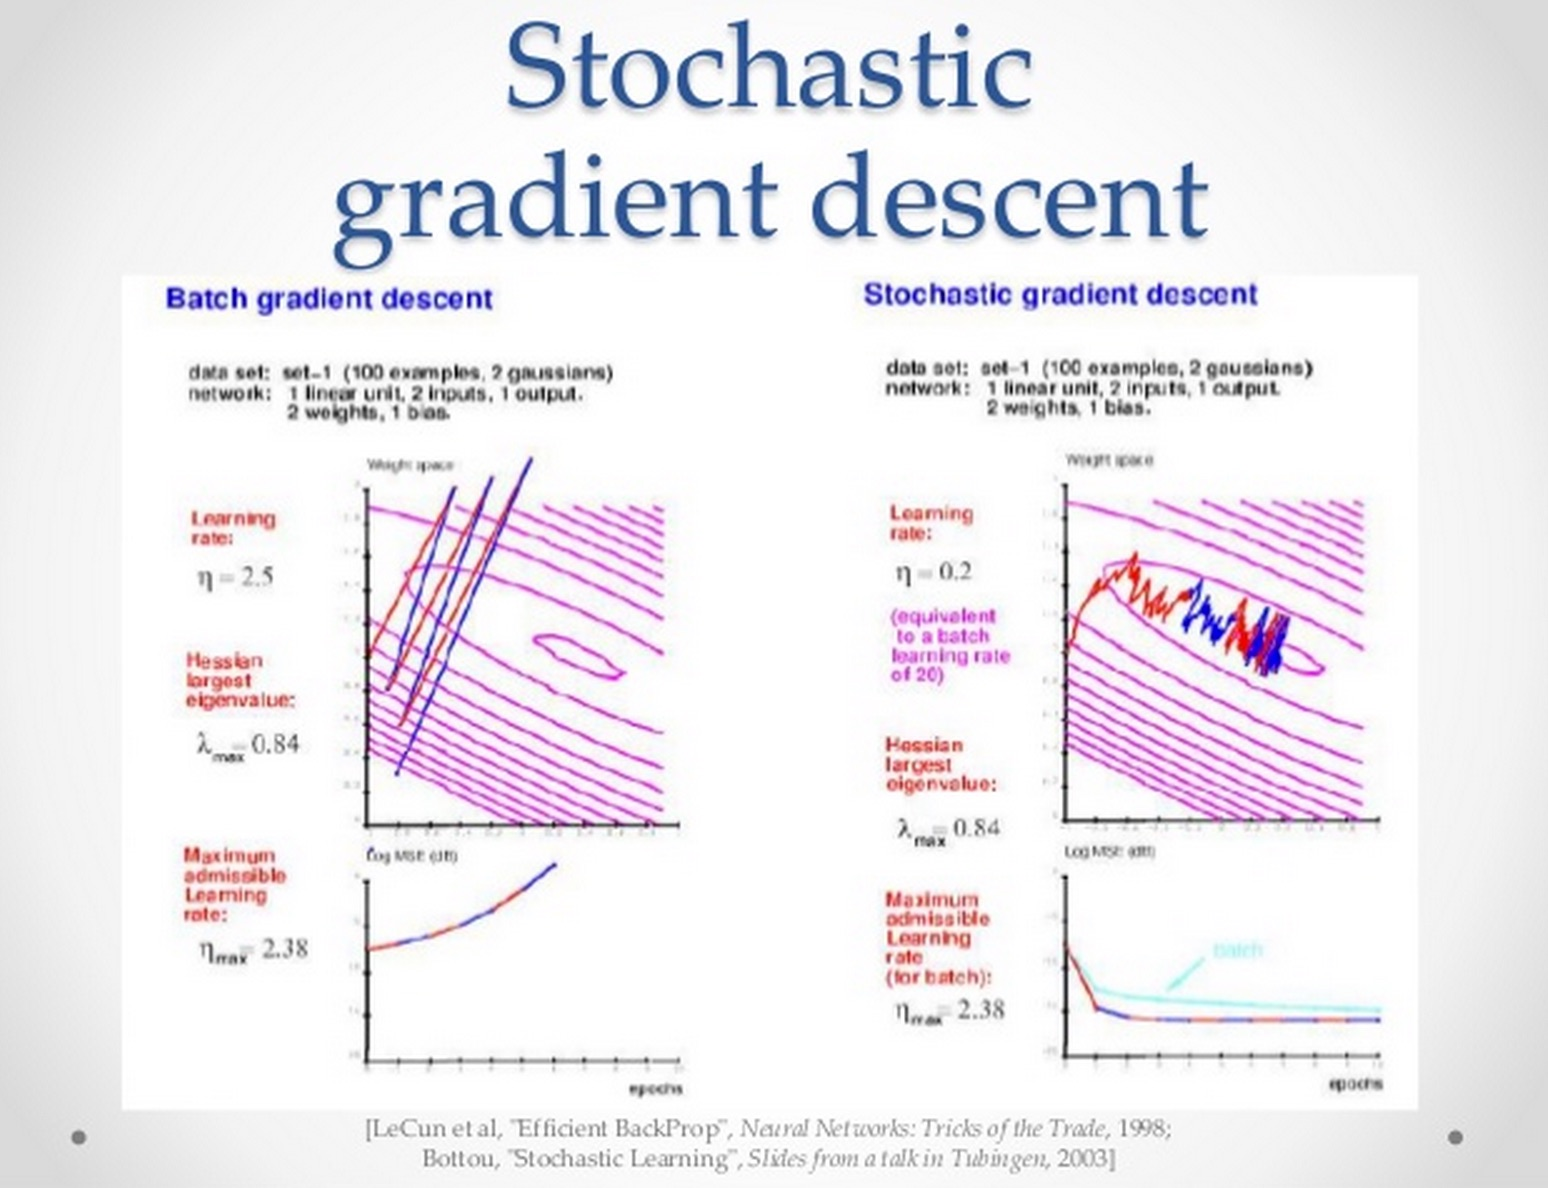 Stochastic
gradient descent
Batch gradient descent
data set: set-1 (100 examples, 2 gaussians)
network: 1 linear unit, 2 inputs, 1 output.
2 weights, 1 bias.
Weight space
Learning
rate:
η = 2.5
Hessian
largest
eigenvalue:
λmax= 0.84
Maximum
admissible
Learning
rate:
ηmax= 2.38
Log MSE (dB)
epochs
Stochastic gradient descent
data set: set-1 (100 examples, 2 gaussians)
network: 1 linear unit, 2 inputs, 1 output.
2 weights, 1 bias.
Weight space
Learning
rate:
η = 0.2
(equivalent
to a batch
learning rate
of 20)
Hessian
largest
eigenvalue:
λmax= 0.84
Maximum
admissible
Learning
rate
(for batch):
ηmax= 2.38
Log MSE (dB)
batch
epochs
[LeCun et al, "Efficient BackProp", Neural Networks: Tricks of the Trade, 1998;
Bottou, "Stochastic Learning", Slides from a talk in Tubingen, 2003]